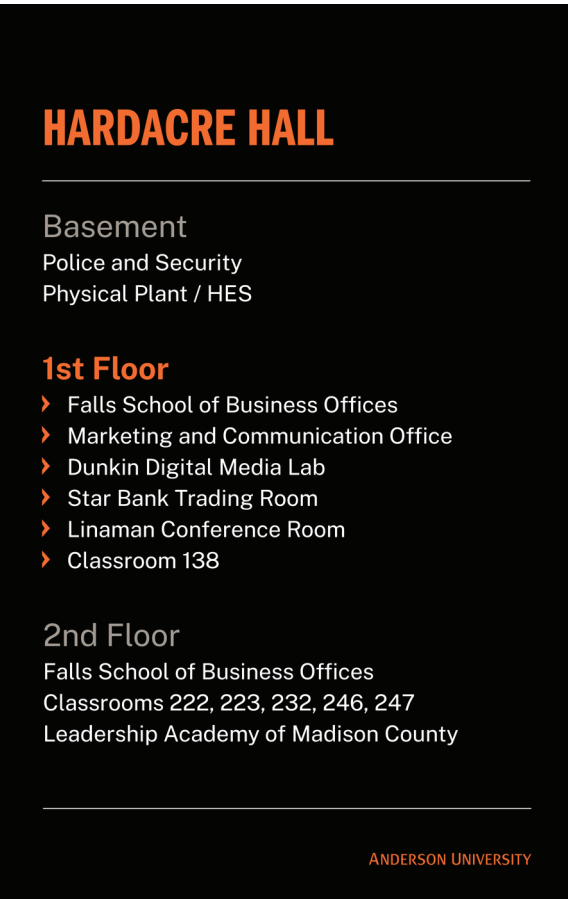 HARDACRE HALL
Basement
Police and Security
Physical Plant / HES
1st Floor
Falls School of Business Offices
Marketing and Communication Office
Dunkin Digital Media Lab
Star Bank Trading Room
Linaman Conference Room
Classroom 138
2nd Floor
Falls School of Business Offices
Classrooms 222, 223, 232, 246, 247
Leadership Academy of Madison County
ANDERSON UNIVERSITY